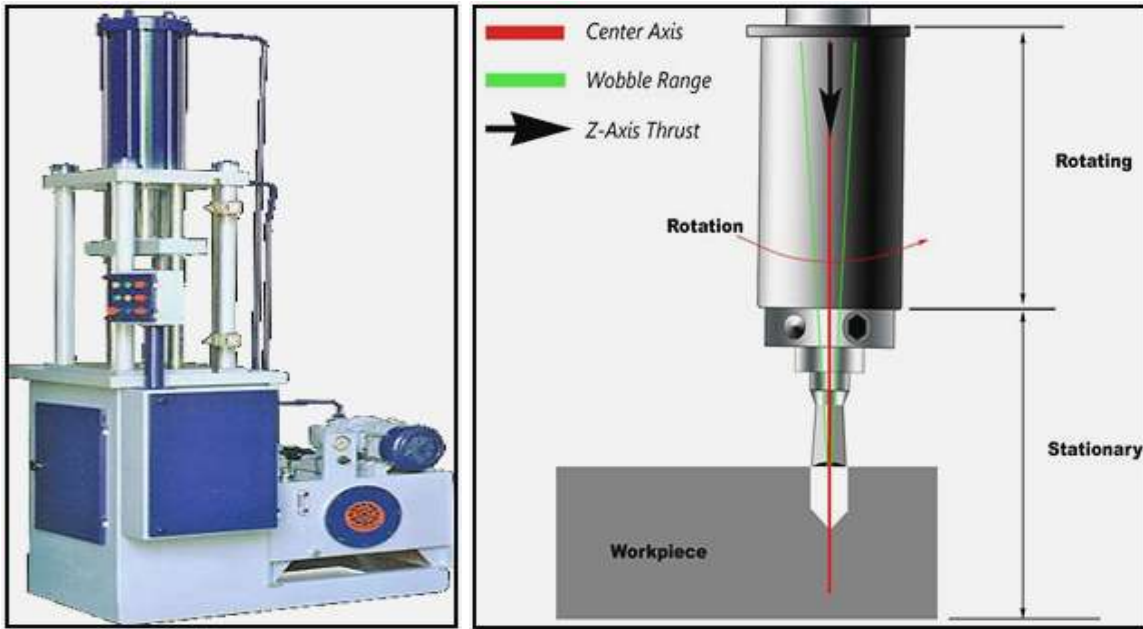 Center Axis
Wobble Range
Z-Axis Thrust
Rotating
Rotation
Stationary
Workpiece